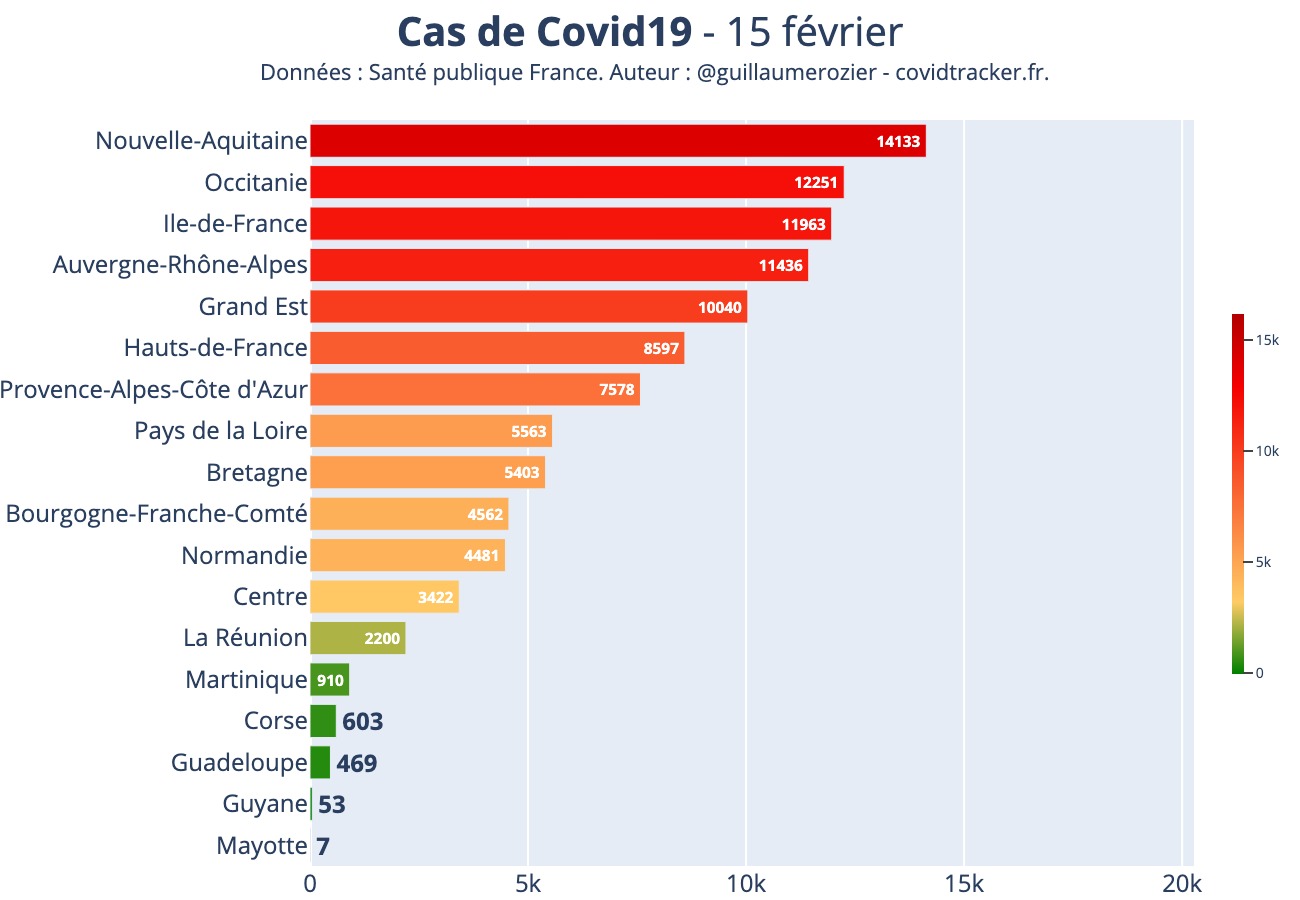 Cas de Covid19 - 15 février
Données : Santé publique France. Auteur : @guillaumerozier - covidtracker.fr.
Nouvelle-Aquitaine 14133
Occitanie 12251
Ile-de-France 11963
Auvergne-Rhône-Alpes 11436
Grand Est 10040
Hauts-de-France 8597
Provence-Alpes-Côte d'Azur 7578
Pays de la Loire 5563
Bretagne 5403
Bourgogne-Franche-Comté 4562
Normandie 4481
Centre 3422
La Réunion 2200
Martinique 910
Corse 603
Guadeloupe 469
Guyane 53
Mayotte 7
0 5k 10k 15k 20k
15k
10k
5k
0